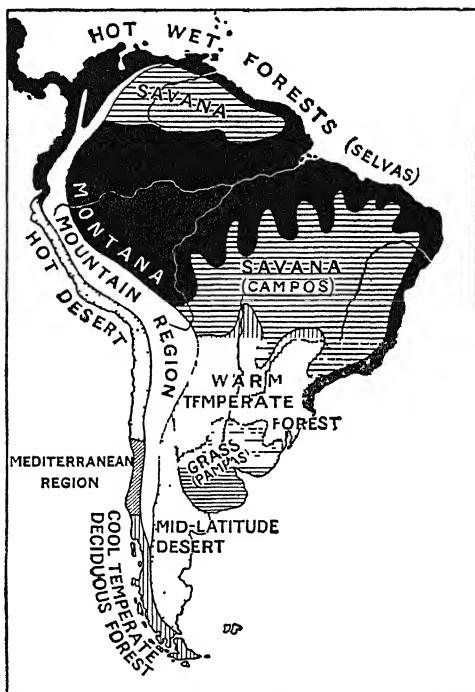 HOT WET FORESTS (SELVAS)
SAVANA
MONTANA
MOUNTAIN REGION
HOT DESERT
SAVANA
(CAMPOS)
WARM
TEMPERATE
FOREST
GRASS
(PAMPAS)
MEDITERRANEAN
REGION
MID-LATITUDE
DESERT
COOL TEMPERATE
DECIDUOUS FOREST